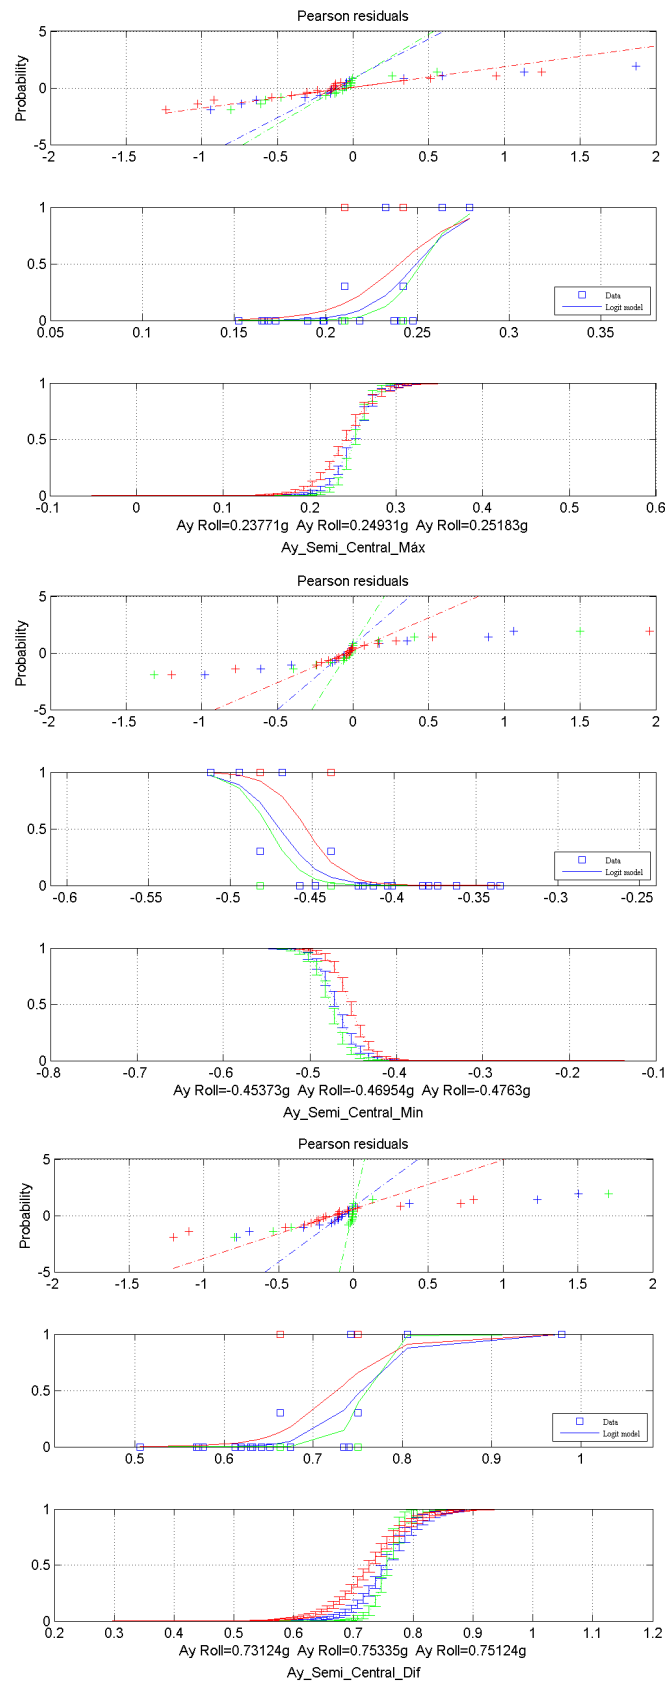 Pearson residuals
5
0
-5
Probability
-2 -1.5 -1 -0.5 0 0.5 1 1.5 2
1
0.5
0
Data
Logit model
0.05 0.1 0.15 0.2 0.25 0.3 0.35
1
0.5
0
-0.1 0 0.1 0.2 0.3 0.4 0.5 0.6
Ay Roll=0.23771g Ay Roll=0.24931g Ay Roll=0.25183g
Ay_Semi_Central_Máx
Pearson residuals
5
0
-5
Probability
-2 -1.5 -1 -0.5 0 0.5 1 1.5 2
1
0.5
0
Data
Logit model
-0.6 -0.55 -0.5 -0.45 -0.4 -0.35 -0.3 -0.25
1
0.5
0
-0.8 -0.7 -0.6 -0.5 -0.4 -0.3 -0.2 -0.1
Ay Roll=-0.45373g Ay Roll=-0.46954g Ay Roll=-0.4763g
Ay_Semi_Central_Min
Pearson residuals
5
0
-5
Probability
-2 -1.5 -1 -0.5 0 0.5 1 1.5 2
1
0.5
0
Data
Logit model
0.5 0.6 0.7 0.8 0.9 1
1
0.5
0
0.2 0.3 0.4 0.5 0.6 0.7 0.8 0.9 1 1.1 1.2
Ay Roll=0.73124g Ay Roll=0.75335g Ay Roll=0.75124g
Ay_Semi_Central_Dif